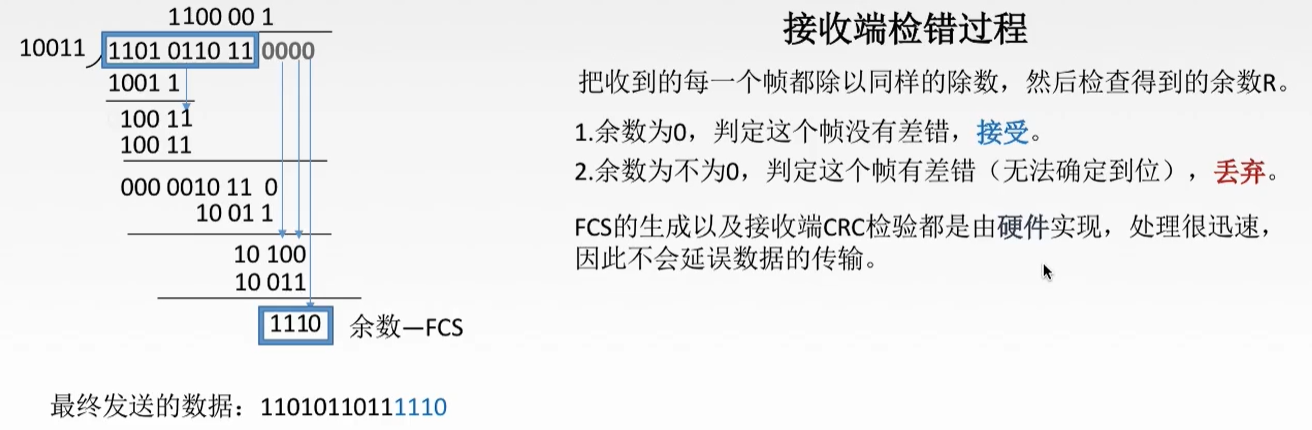 1100 00 1
10011 1101 0110 11 0000
1001 1
100 11
100 11
000 0010 11 0
10 01 1
10 100
10 011
1110 余数—FCS
最终发送的数据：11010110111110
接收端检错过程
把收到的每一个帧都除以同样的除数，然后检查得到的余数R。
1.余数为0，判定这个帧没有差错，接受。
2.余数为不为0，判定这个帧有差错（无法确定到位），丢弃。
FCS的生成以及接收端CRC检验都是由硬件实现，处理很迅速，
因此不会延误数据的传输。